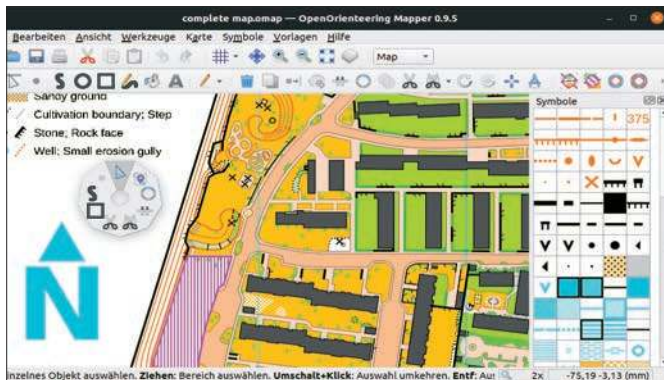 complete map.omap — OpenOrienteering Mapper 0.9.5
Bearbeiten Ansicht Werkzeuge Karte Symbole Vorlagen Hilfe
Map
A
Symbole
375
Sandy ground
Cultivation boundary; Step
Stone; Rock face
Well; Small erosion gully
N
inzelnes Objekt auswählen. Ziehen: Bereich auswählen. Umschalt+Klick: Auswahl umkehren. Entf: Au
2x
-75,19 -3,13 (mm)